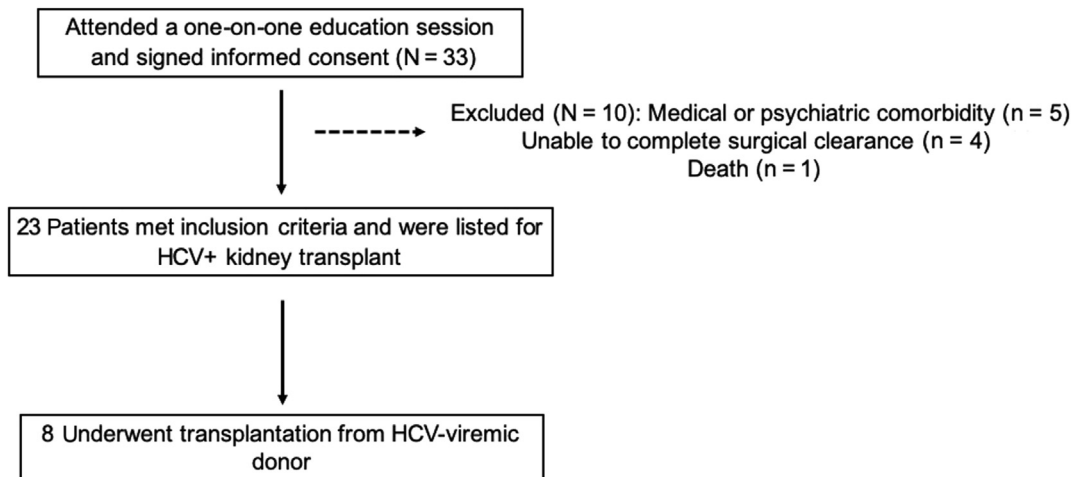 Attended a one-on-one education session
and signed informed consent (N = 33)
Excluded (N = 10): Medical or psychiatric comorbidity (n = 5)
Unable to complete surgical clearance (n = 4)
Death (n = 1)
23 Patients met inclusion criteria and were listed for
HCV+ kidney transplant
8 Underwent transplantation from HCV-viremic
donor